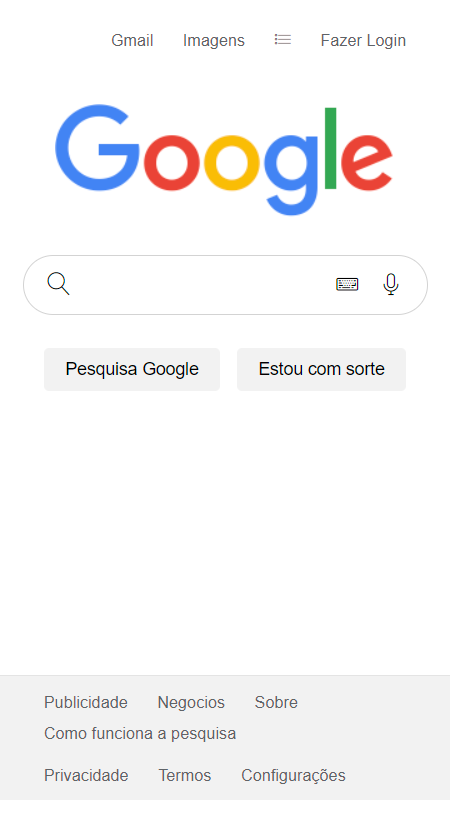 Gmail Imagens Fazer Login
Google
Pesquisa Google Estou com sorte
Publicidade Negocios Sobre
Como funciona a pesquisa
Privacidade Termos Configurações